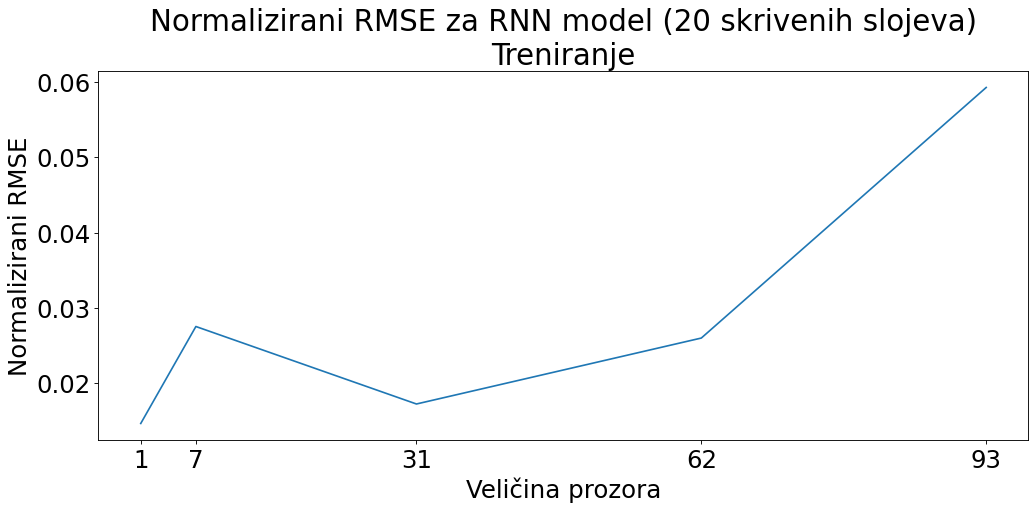 Normalizirani RMSE za RNN model (20 skrivenih slojeva)
Treniranje
Normalizirani RMSE
0.06
0.05
0.04
0.03
0.02
1 7 31 62 93
Veličina prozora